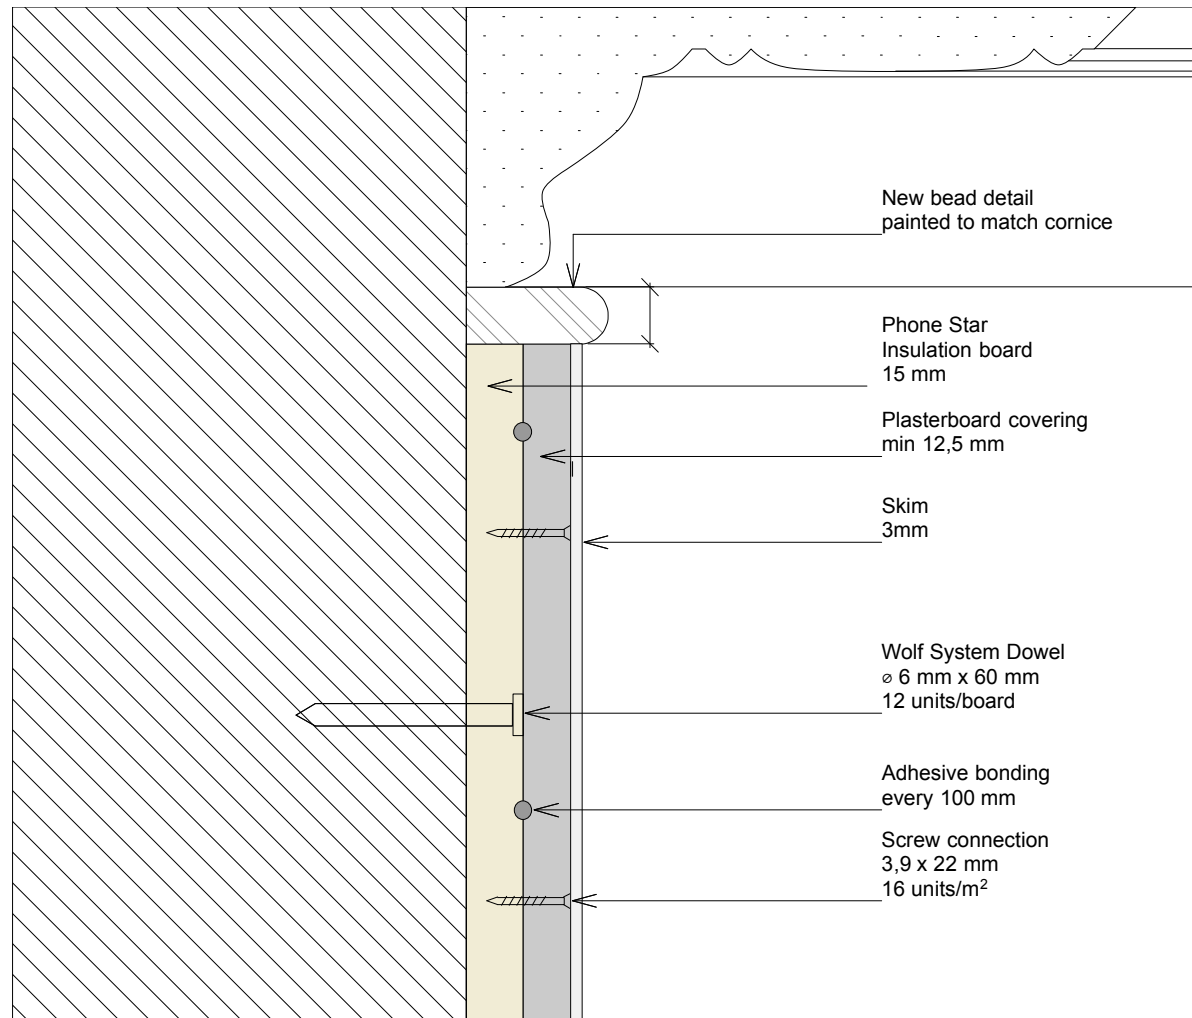 New bead detail
painted to match cornice
Phone Star
Insulation board
15 mm
Plasterboard covering
min 12,5 mm
Skim
3mm
Wolf System Dowel
⌀ 6 mm x 60 mm
12 units/board
Adhesive bonding
every 100 mm
Screw connection
3,9 x 22 mm
16 units/m²